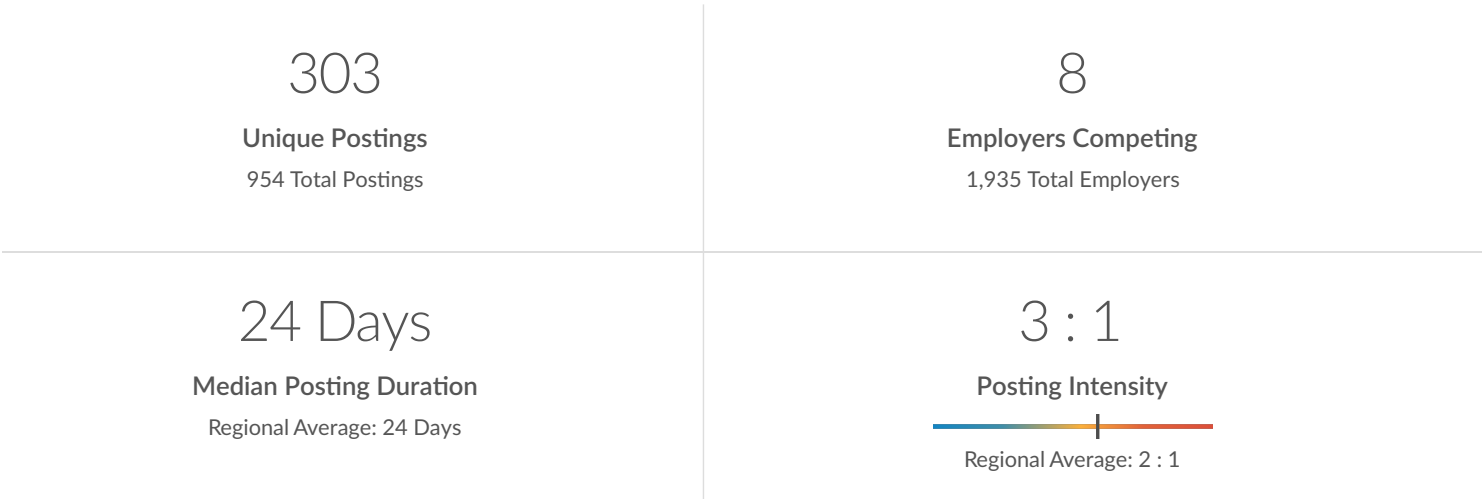 303
Unique Postings
954 Total Postings
8
Employers Competing
1,935 Total Employers
24 Days
Median Posting Duration
Regional Average: 24 Days
3 : 1
Posting Intensity
Regional Average: 2 : 1